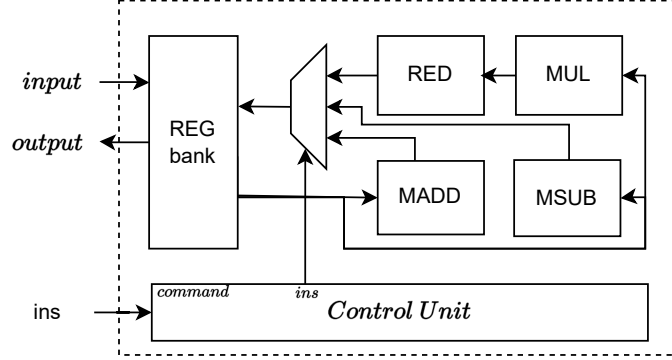 input
output
REG
bank
RED
MUL
MADD
MSUB
ins
command
ins
Control Unit